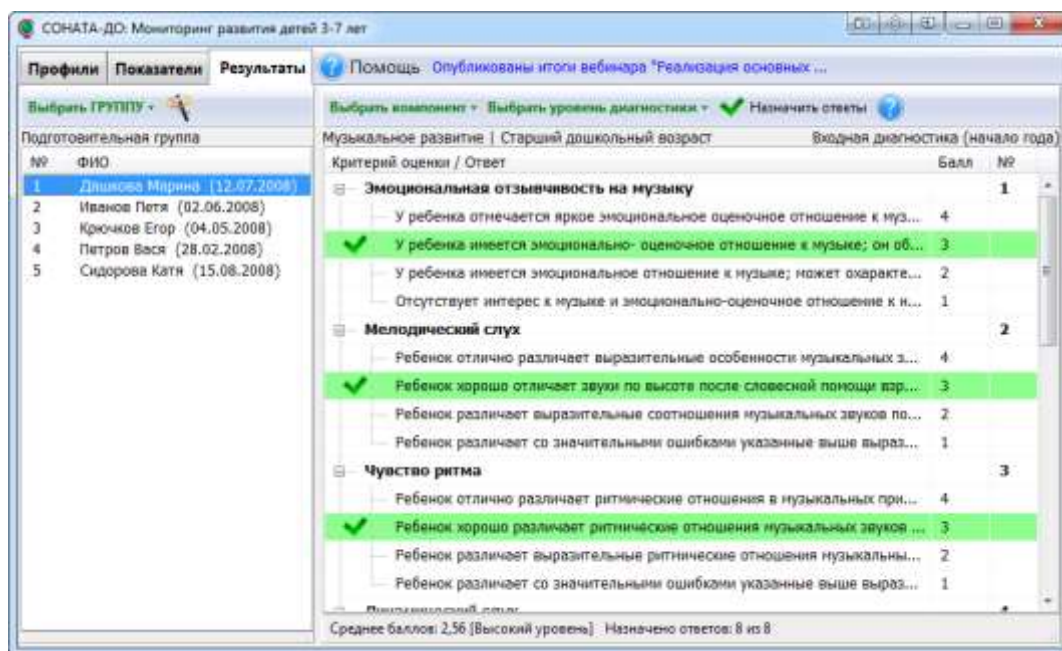 СОНАТА-ДО: Мониторинг развития детей 3-7 лет
Профили Показатели Результаты Помощь Опубликованы итоги вебинара "Реализация основных ...
Выбрать ГРУППУ Выбрать компонент Выбрать уровень диагностики Назначить ответы
Подготовительная группа Музыкальное развитие | Старший дошкольный возраст Входная диагностика (начало года)
№ ФИО
1 Дашкова Марина (12.07.2008)
2 Иванов Петя (02.06.2008)
3 Крючков Егор (04.05.2008)
4 Петров Вася (28.02.2008)
5 Сидорова Катя (15.08.2008)
Критерий оценки / Ответ Балл №
Эмоциональная отзывчивость на музыку 1
У ребенка отмечается яркое эмоциональное оценочное отношение к муз... 4
У ребенка имеется эмоционально- оценочное отношение к музыке; он об... 3
У ребенка имеется эмоциональное отношение к музыке; может охаракте... 2
Отсутствует интерес к музыке и эмоционально-оценочное отношение к н... 1
Мелодический слух 2
Ребенок отлично различает выразительные особенности музыкальных з... 4
Ребенок хорошо отличает звуки по высоте после словесной помощи взр... 3
Ребенок различает выразительные соотношения музыкальных звуков по... 2
Ребенок различает со значительными ошибками указанные выше выраз... 1
Чувство ритма 3
Ребенок отлично различает ритмические отношения в музыкальных при... 4
Ребенок хорошо различает ритмические отношения музыкальных звуков ... 3
Ребенок различает выразительные ритмические отношения музыкальны... 2
Ребенок различает со значительными ошибками указанные выше выраз... 1
Среднее баллов: 2,56 [Высокий уровень] Назначено ответов: 8 из 8